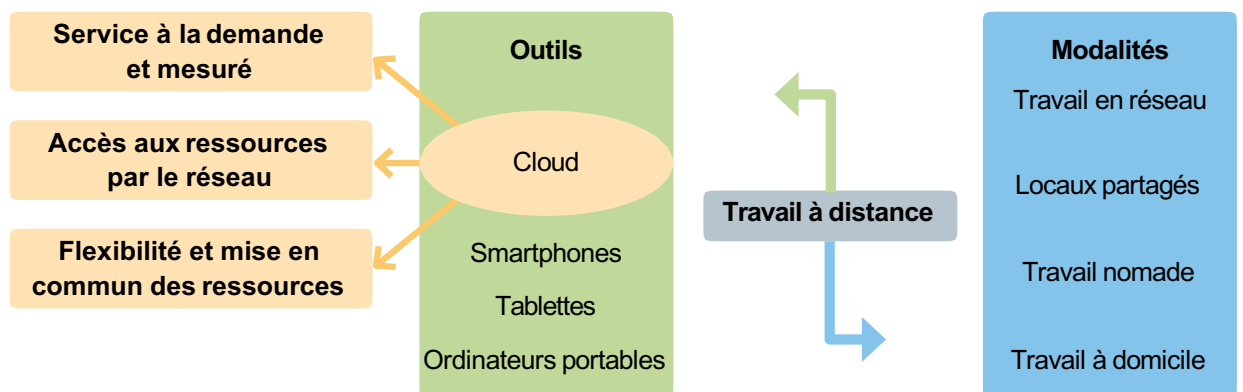 Service à la demande
et mesuré
Accès aux ressources
par le réseau
Flexibilité et mise en
commun des ressources
Outils
Cloud
Smartphones
Tablettes
Ordinateurs portables
Travail à distance
Modalités
Travail en réseau
Locaux partagés
Travail nomade
Travail à domicile